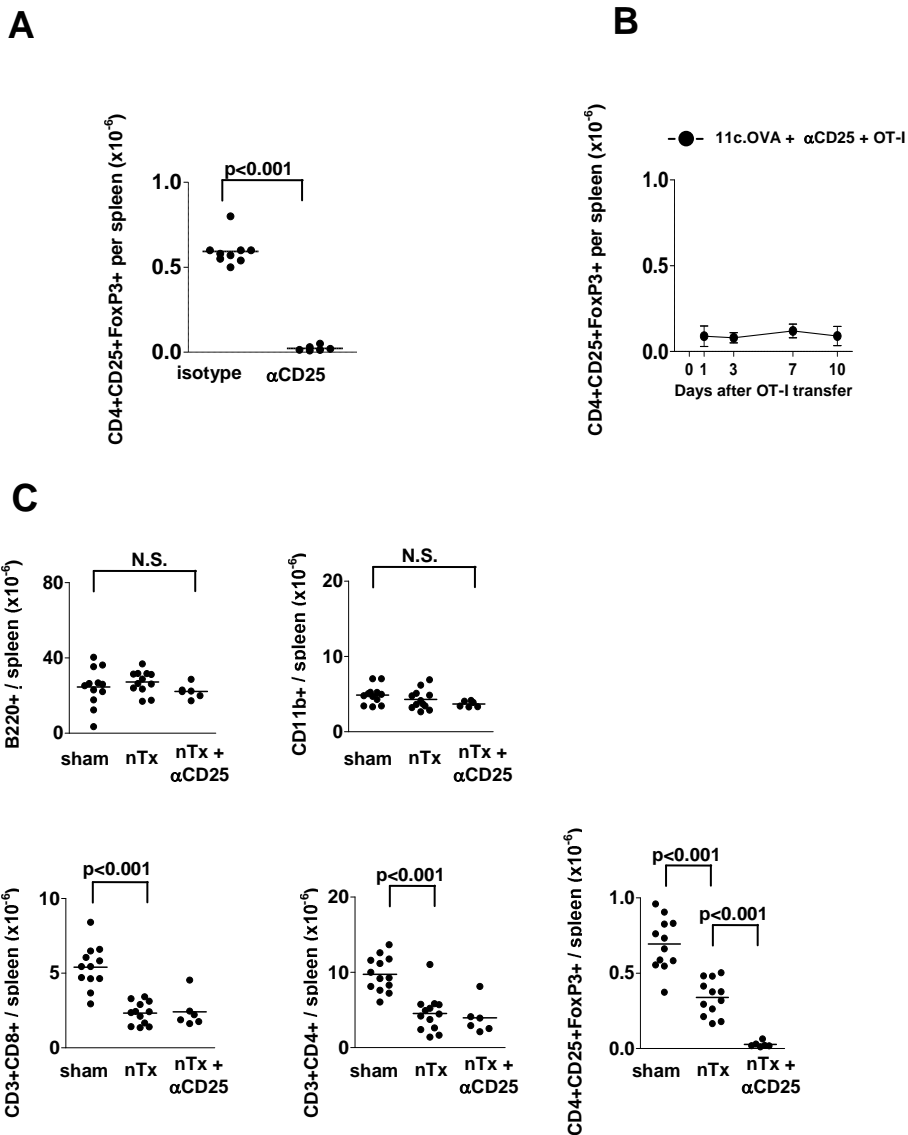 A
CD4+CD25+FoxP3+ per spleen (x10-6)
p<0.001
1.0
0.5
0.0
isotype αCD25
B
CD4+CD25+FoxP3+ per spleen (x10-6)
11c.OVA + αCD25 + OT-I
1.0
0.5
0.0
0 1 3 7 10
Days after OT-I transfer
C
B220+ / spleen (x10-6)
N.S.
80
40
0
sham nTx nTx +
αCD25
CD11b+ / spleen (x10-6)
N.S.
20
10
0
sham nTx nTx +
αCD25
CD3+CD8+ / spleen (x10-6)
p<0.001
10
5
0
sham nTx nTx +
αCD25
CD3+CD4+ / spleen (x10-6)
p<0.001
20
10
0
sham nTx nTx +
αCD25
CD4+CD25+FoxP3+ / spleen (x10-6)
p<0.001
p<0.001
1.0
0.5
0.0
sham nTx nTx +
αCD25